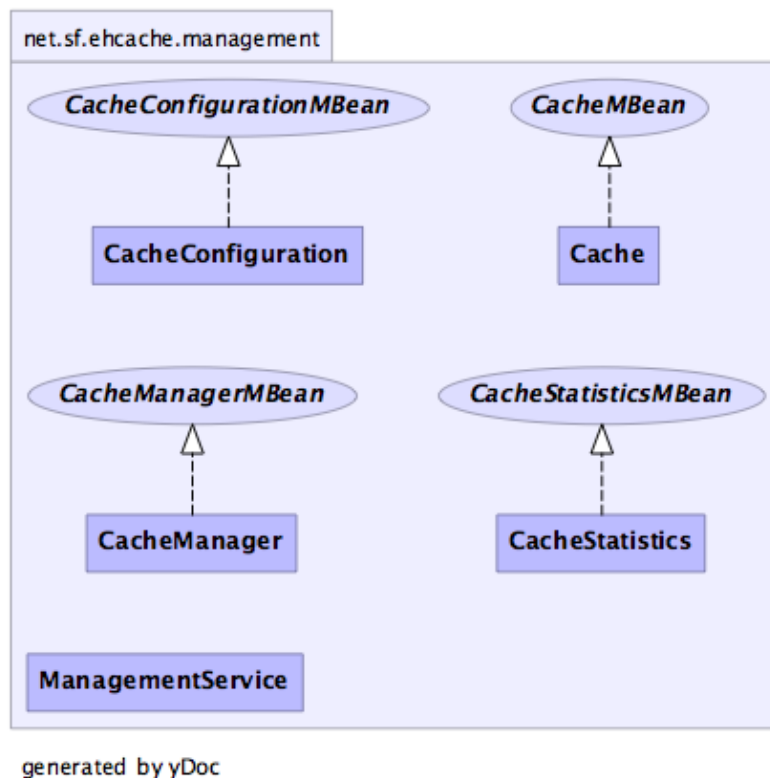 net.sf.ehcache.management
CacheConfigurationMBean
CacheMBean
CacheConfiguration
Cache
CacheManagerMBean
CacheStatisticsMBean
CacheManager
CacheStatistics
ManagementService
generated by yDoc